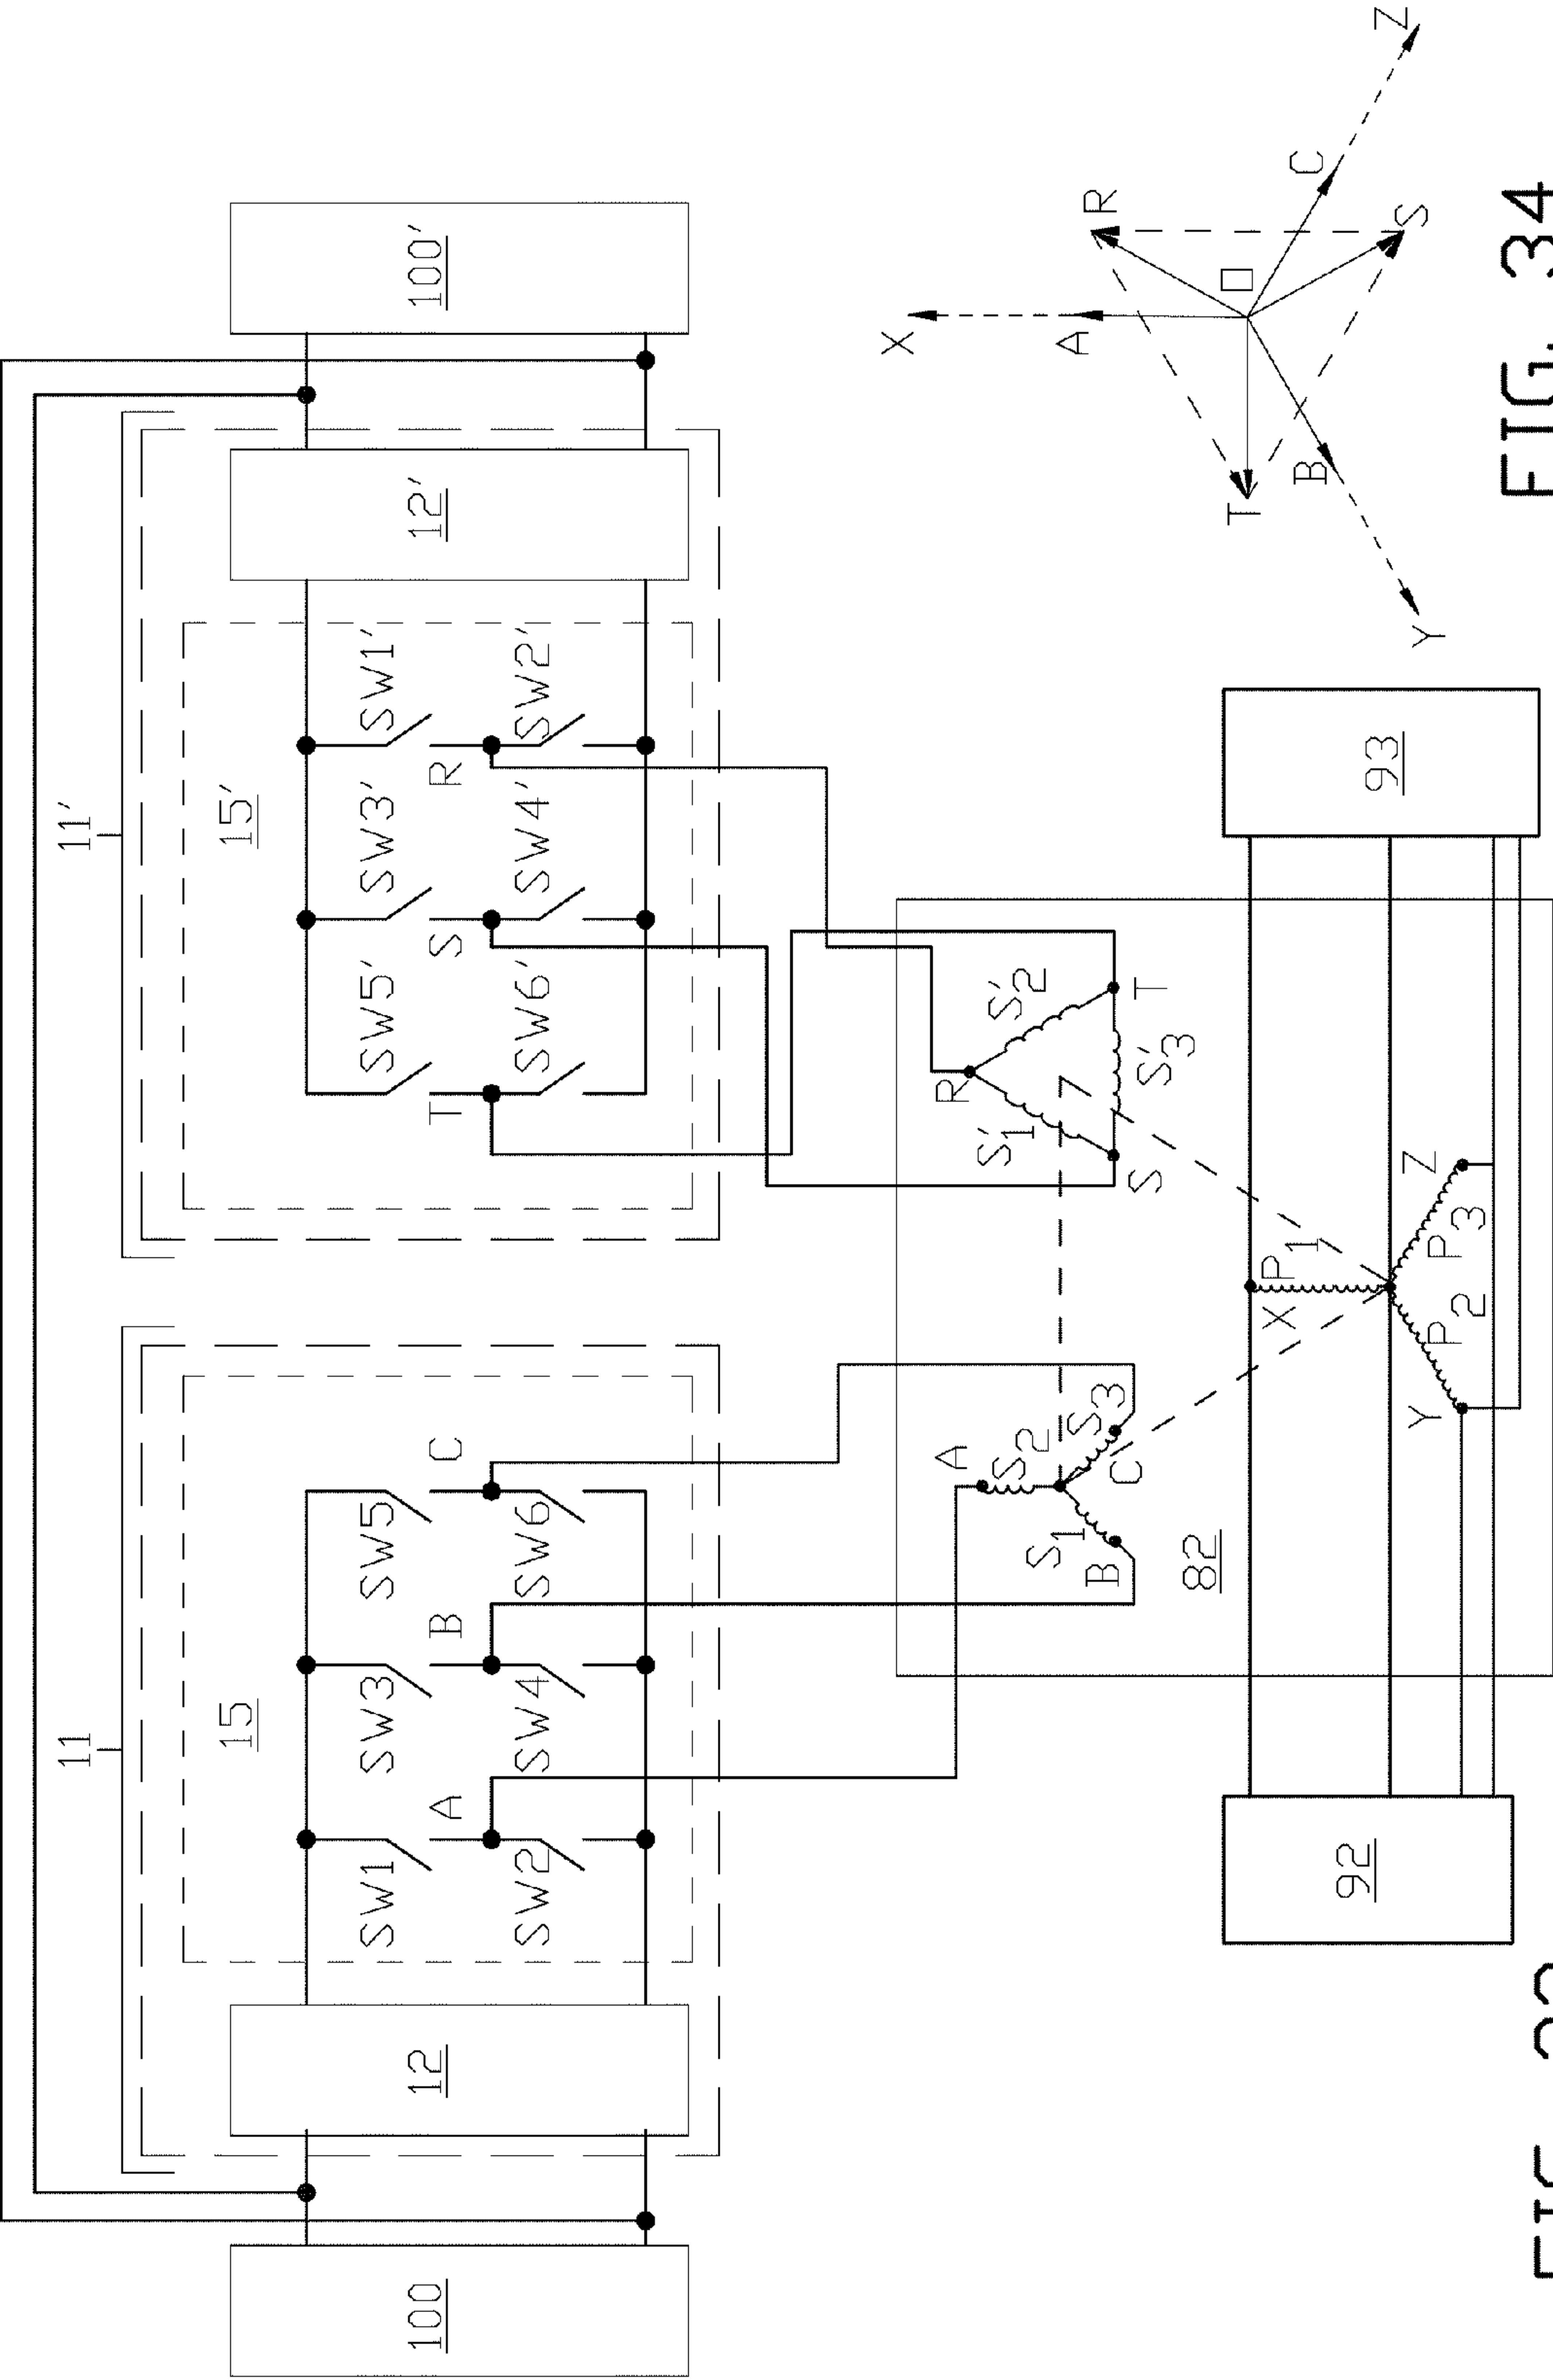 11
11′
100
12
15
SW1
SW3
SW5
A
B
C
SW2
SW4
SW6
15′
SW5′
SW3′
SW1′
T
S
R
SW6′
SW4′
SW2′
12′
100′
A
S2
S1
S3
B
C
R
S′1
S′2
S
S′3
T
82
X
P1
P2
P3
Y
Z
92
93
X
A
R
T
O
B
C
S
Y
Z
FIG. 34